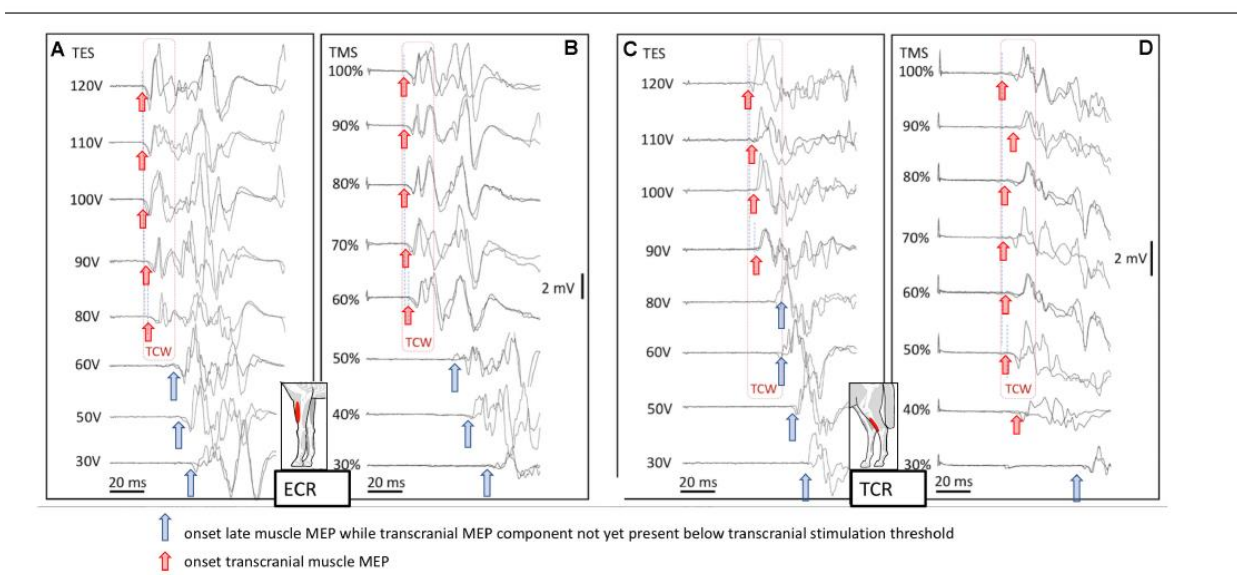 A TES
120V
110V
100V
90V
80V
TCW
60V
50V
30V
20 ms
ECR
TMS B
100%
90%
80%
70%
2 mV
60%
TCW
50%
40%
30%
20 ms
C TES
120V
110V
100V
90V
80V
60V
TCW
50V
30V
20 ms
TCR
TMS D
100%
90%
80%
70%
2 mV
60%
50%
TCW
40%
30%
20 ms
onset late muscle MEP while transcranial MEP component not yet present below transcranial stimulation threshold
onset transcranial muscle MEP